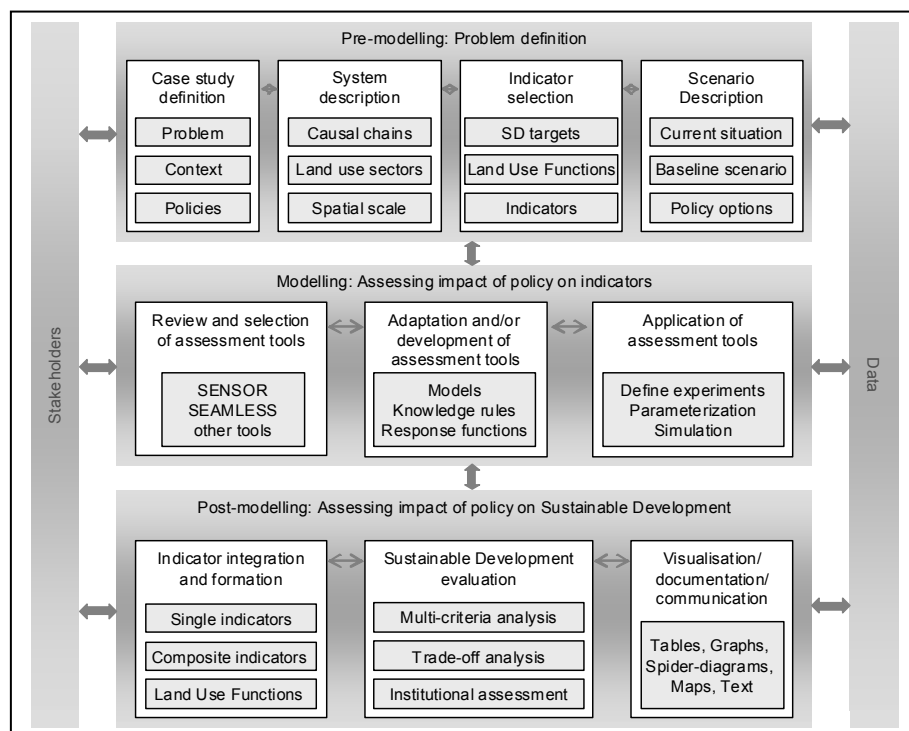 Pre-modelling: Problem definition
Case study
definition
Problem
Context
Policies
System
description
Causal chains
Land use sectors
Spatial scale
Indicator
selection
SD targets
Land Use Functions
Indicators
Scenario
Description
Current situation
Baseline scenario
Policy options
Stakeholders
Data
Modelling: Assessing impact of policy on indicators
Review and selection
of assessment tools
SENSOR
SEAMLESS
other tools
Adaptation and/or
development of
assessment tools
Models
Knowledge rules
Response functions
Application of
assessment tools
Define experiments
Parameterization
Simulation
Post-modelling: Assessing impact of policy on Sustainable Development
Indicator integration
and formation
Single indicators
Composite indicators
Land Use Functions
Sustainable Development
evaluation
Multi-criteria analysis
Trade-off analysis
Institutional assessment
Visualisation/
documentation/
communication
Tables, Graphs,
Spider-diagrams,
Maps, Text